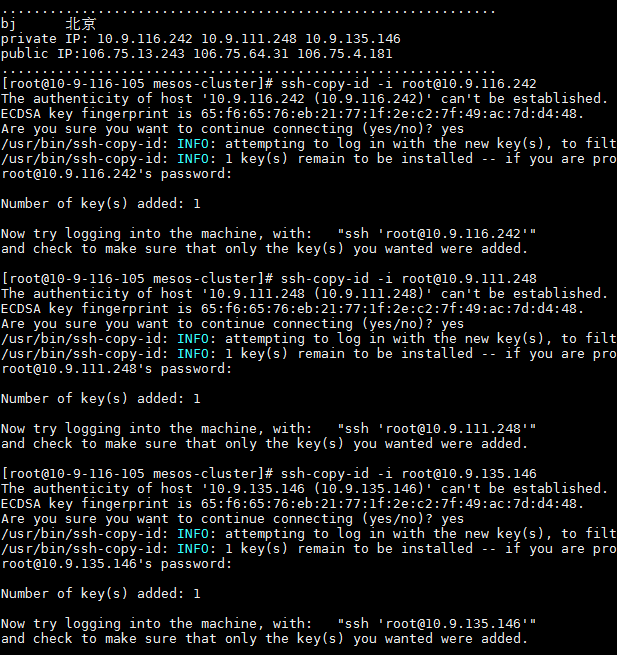 ..............................................................
bj      北京
private IP: 10.9.116.242 10.9.111.248 10.9.135.146
public IP:106.75.13.243 106.75.64.31 106.75.4.181
..............................................................
[root@10-9-116-105 mesos-cluster]# ssh-copy-id -i root@10.9.116.242
The authenticity of host '10.9.116.242 (10.9.116.242)' can't be established.
ECDSA key fingerprint is 65:f6:65:76:eb:21:77:1f:2e:c2:7f:49:ac:7d:d4:48.
Are you sure you want to continue connecting (yes/no)? yes
/usr/bin/ssh-copy-id: INFO: attempting to log in with the new key(s), to filt
/usr/bin/ssh-copy-id: INFO: 1 key(s) remain to be installed -- if you are pro
root@10.9.116.242's password:
Number of key(s) added: 1
Now try logging into the machine, with:   "ssh 'root@10.9.116.242'"
and check to make sure that only the key(s) you wanted were added.
[root@10-9-116-105 mesos-cluster]# ssh-copy-id -i root@10.9.111.248
The authenticity of host '10.9.111.248 (10.9.111.248)' can't be established.
ECDSA key fingerprint is 65:f6:65:76:eb:21:77:1f:2e:c2:7f:49:ac:7d:d4:48.
Are you sure you want to continue connecting (yes/no)? yes
/usr/bin/ssh-copy-id: INFO: attempting to log in with the new key(s), to filt
/usr/bin/ssh-copy-id: INFO: 1 key(s) remain to be installed -- if you are pro
root@10.9.111.248's password:
Number of key(s) added: 1
Now try logging into the machine, with:   "ssh 'root@10.9.111.248'"
and check to make sure that only the key(s) you wanted were added.
[root@10-9-116-105 mesos-cluster]# ssh-copy-id -i root@10.9.135.146
The authenticity of host '10.9.135.146 (10.9.135.146)' can't be established.
ECDSA key fingerprint is 65:f6:65:76:eb:21:77:1f:2e:c2:7f:49:ac:7d:d4:48.
Are you sure you want to continue connecting (yes/no)? yes
/usr/bin/ssh-copy-id: INFO: attempting to log in with the new key(s), to filt
/usr/bin/ssh-copy-id: INFO: 1 key(s) remain to be installed -- if you are pro
root@10.9.135.146's password:
Number of key(s) added: 1
Now try logging into the machine, with:   "ssh 'root@10.9.135.146'"
and check to make sure that only the key(s) you wanted were added.